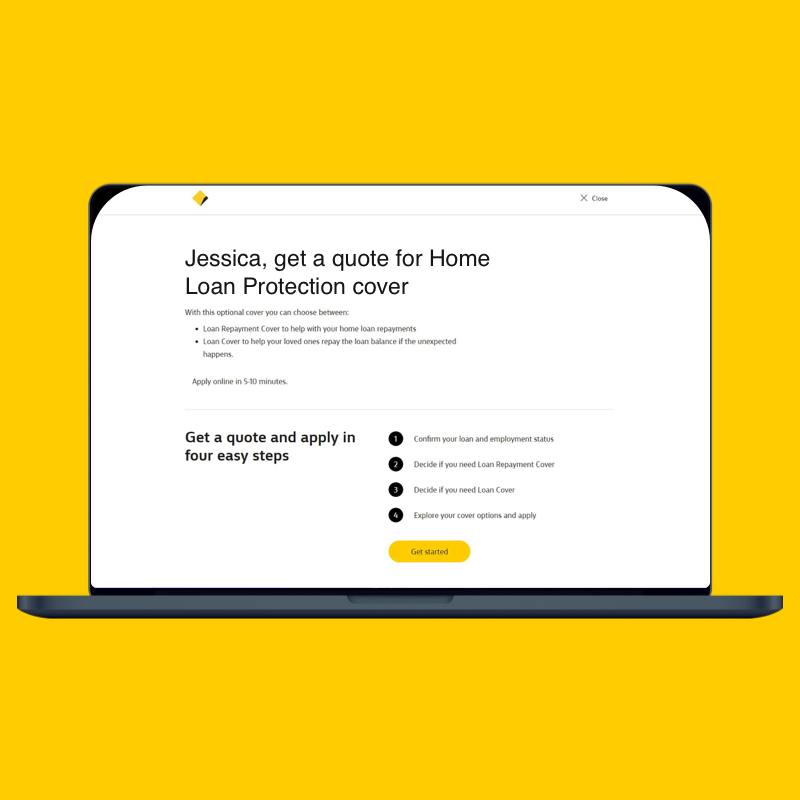 Close
Jessica, get a quote for Home
Loan Protection cover
With this optional cover you can choose between:
Loan Repayment Cover to help with your home loan repayments
Loan Cover to help your loved ones repay the loan balance if the unexpected
happens.
Apply online in 5-10 minutes.
Get a quote and apply in
four easy steps
1 Confirm your loan and employment status
2 Decide if you need Loan Repayment Cover
3 Decide if you need Loan Cover
4 Explore your cover options and apply
Get started